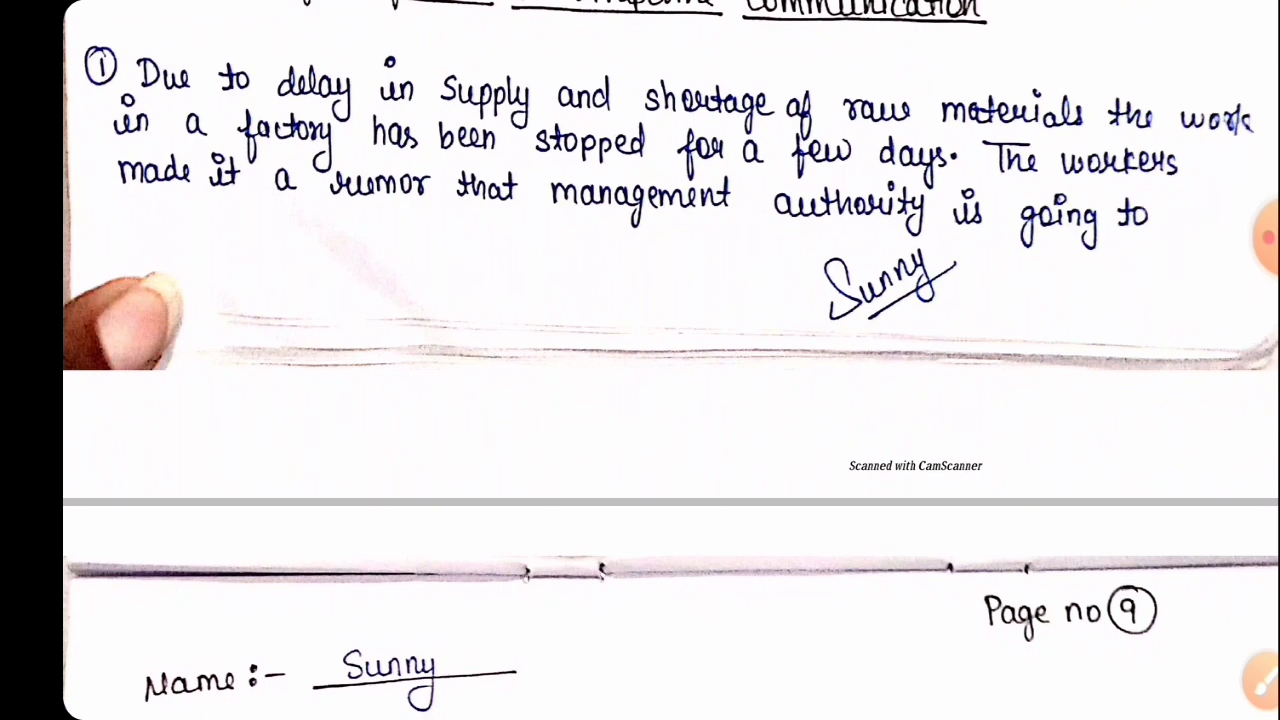 Communication
① Due to delay in supply and shortage of raw materials the work
in a factory has been stopped for a few days. The workers
made it a rumor that management authority is going to
Sunny
Scanned with CamScanner
Page no 9
Name :- Sunny